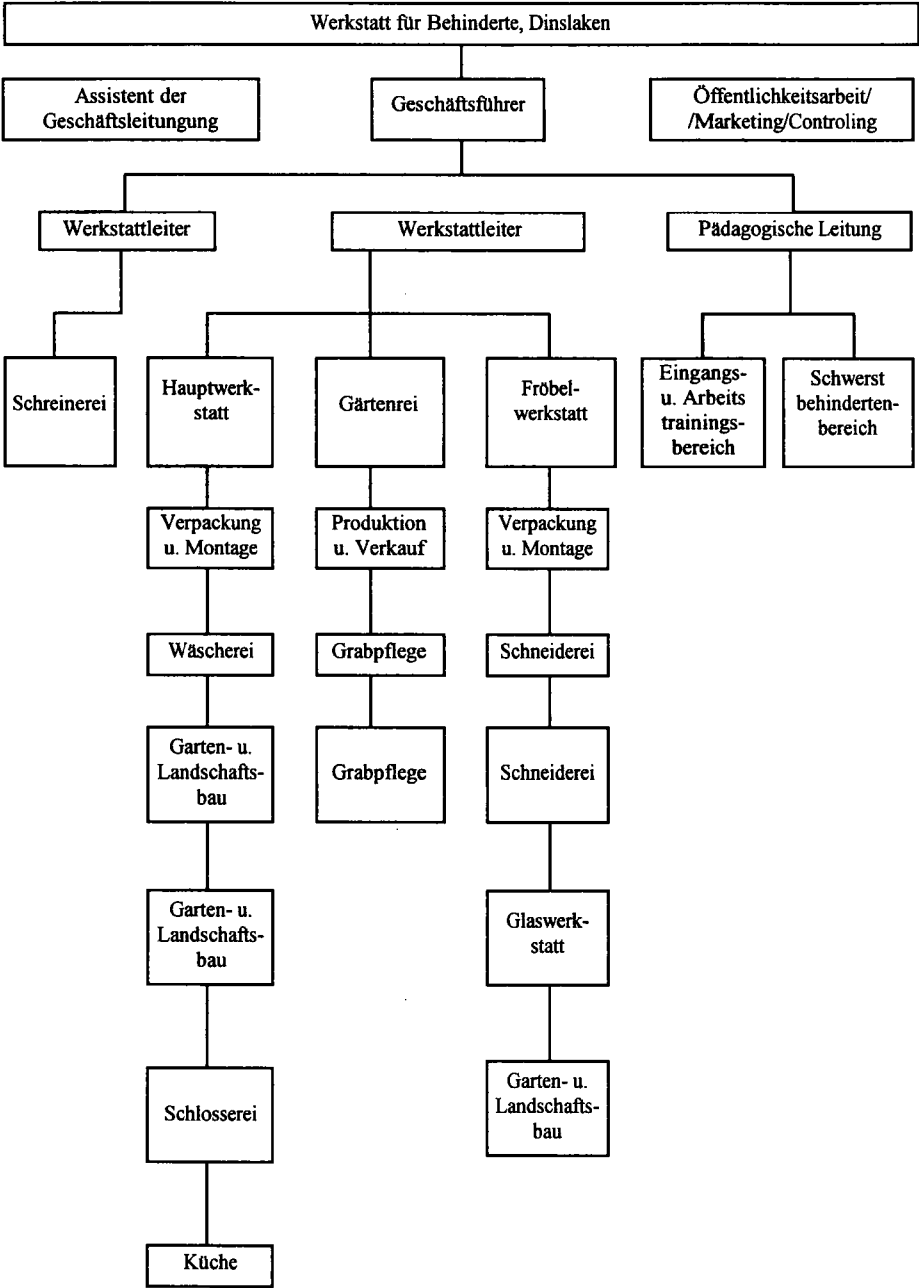 Werkstatt für Behinderte, Dinslaken
Assistent der
Geschäftsleitungung
Geschäftsführer
Öffentlichkeitsarbeit/
/Marketing/Controling
Werkstattleiter
Werkstattleiter
Pädagogische Leitung
Schreinerei
Hauptwerk-
statt
Gärtenrei
Fröbel-
werkstatt
Eingangs-
u. Arbeits
trainings-
bereich
Schwerst
behinderten-
bereich
Verpackung
u. Montage
Produktion
u. Verkauf
Verpackung
u. Montage
Wäscherei
Grabpflege
Schneiderei
Garten- u.
Landschafts-
bau
Grabpflege
Schneiderei
Garten- u.
Landschafts-
bau
Glaswerk-
statt
Schlosserei
Garten- u.
Landschafts-
bau
Küche